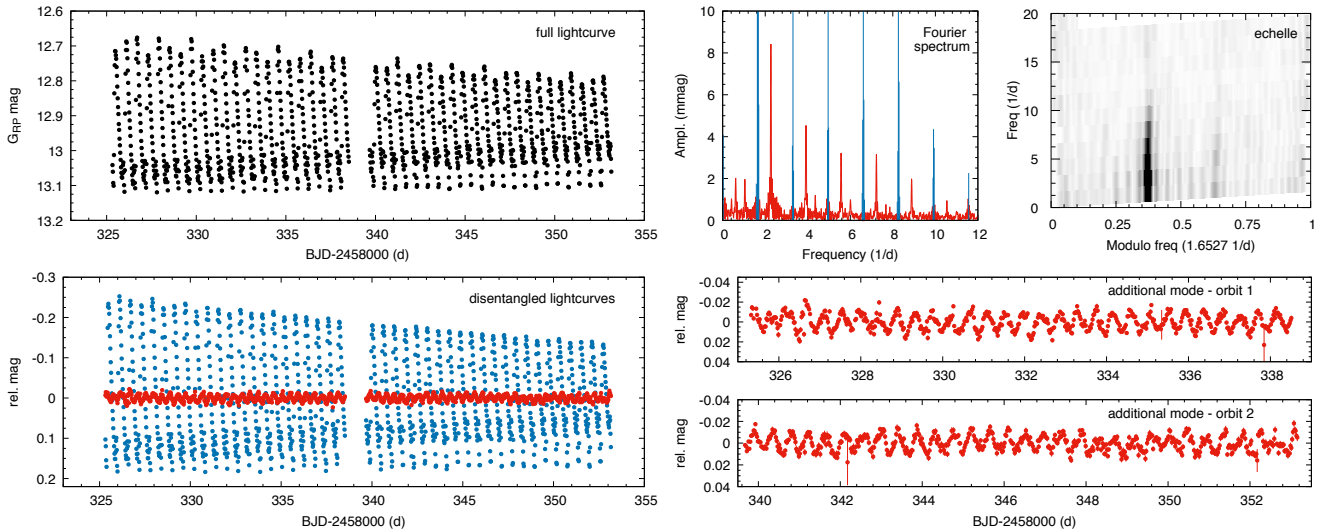 12.6
12.7
12.8
12.9
13
13.1
13.2
G_RP mag
full lightcurve
325 330 335 340 345 350 355
BJD-2458000 (d)
10
8
6
4
2
0
Ampl. (mmag)
Fourier
spectrum
0 2 4 6 8 10 12
Frequency (1/d)
20
15
10
5
0
Freq (1/d)
echelle
0 0.25 0.5 0.75 1
Modulo freq (1.6527 1/d)
-0.3
-0.2
-0.1
0
0.1
0.2
rel. mag
disentangled lightcurves
325 330 335 340 345 350 355
BJD-2458000 (d)
-0.04
-0.02
0
0.02
0.04
rel. mag
additional mode - orbit 1
326 328 330 332 334 336 338
-0.04
-0.02
0
0.02
0.04
rel. mag
additional mode - orbit 2
340 342 344 346 348 350 352
BJD-2458000 (d)